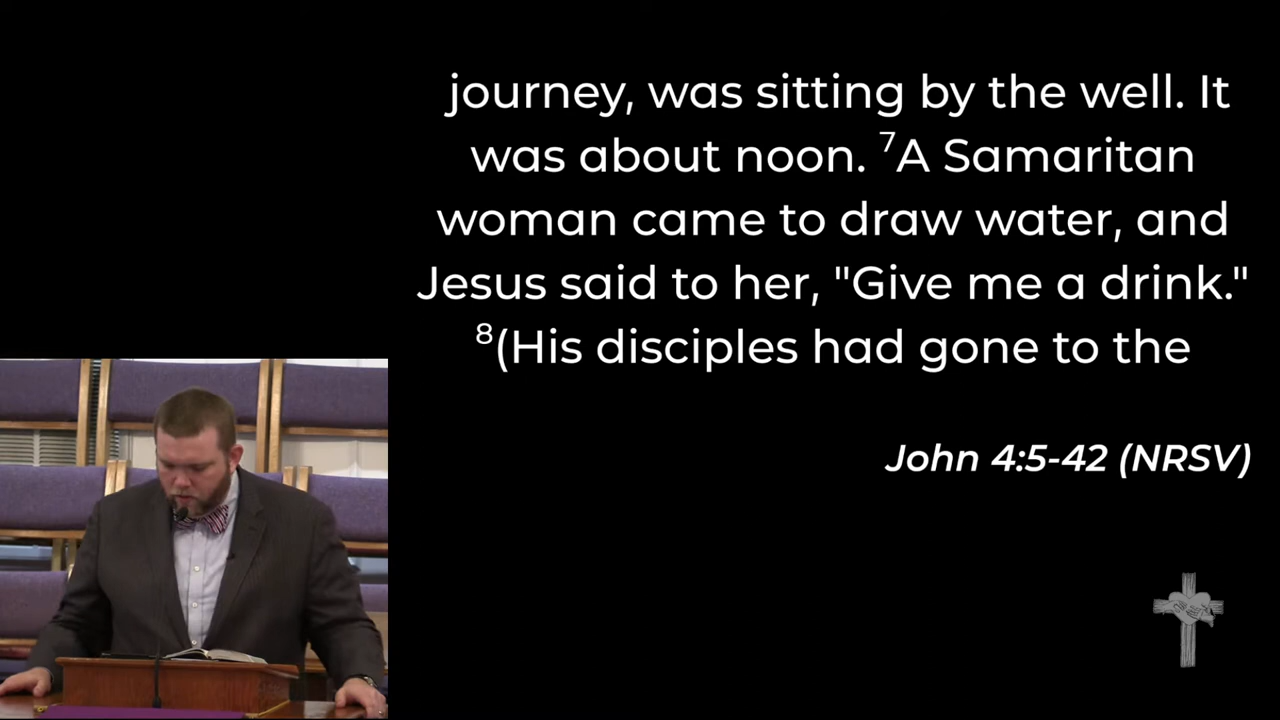 journey, was sitting by the well. It
was about noon. ⁷A Samaritan
woman came to draw water, and
Jesus said to her, "Give me a drink."
⁸(His disciples had gone to the
John 4:5-42 (NRSV)